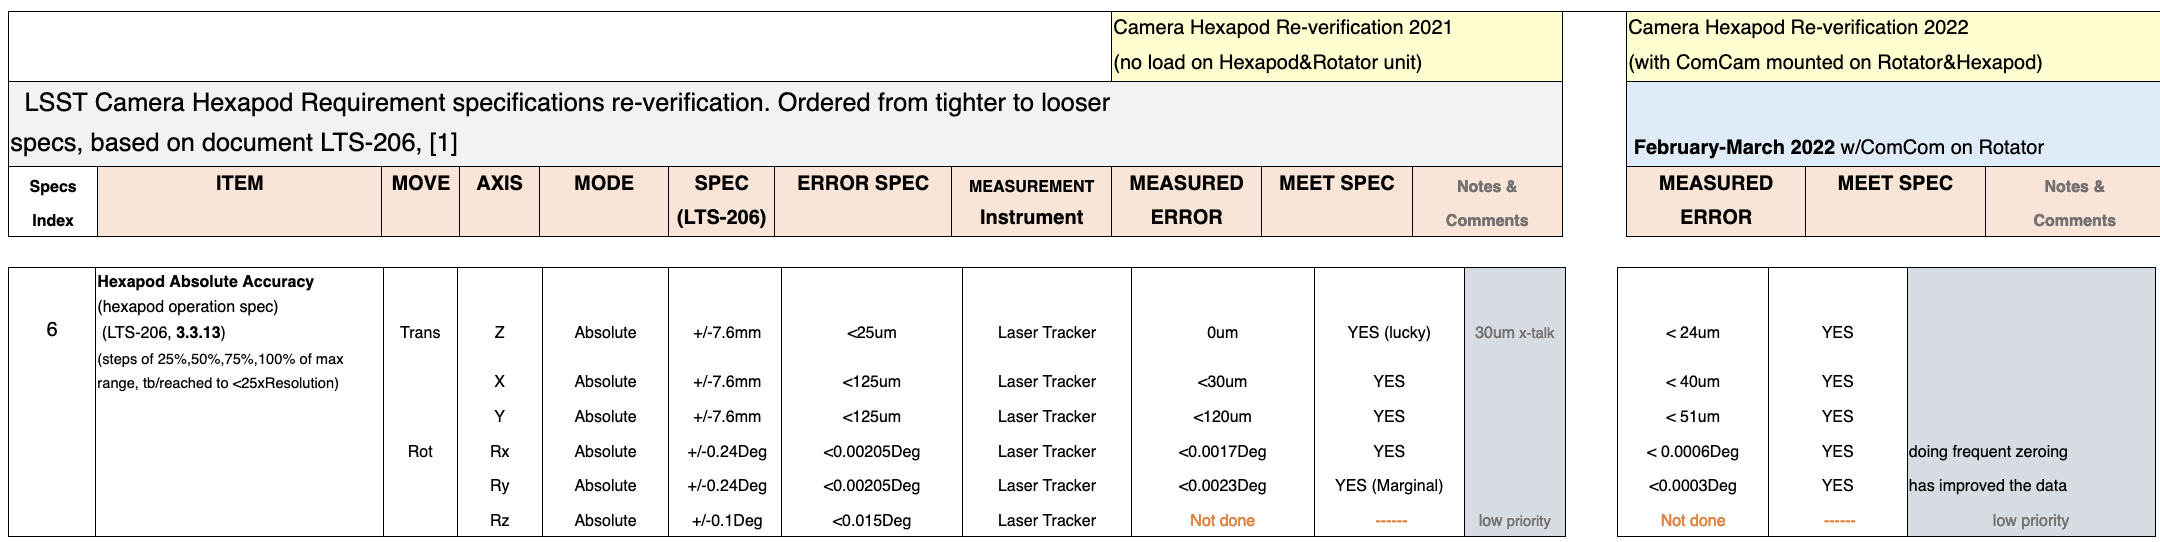 Camera Hexapod Re-verification 2021
(no load on Hexapod&Rotator unit)
Camera Hexapod Re-verification 2022
(with ComCam mounted on Rotator&Hexapod)
LSST Camera Hexapod Requirement specifications re-verification. Ordered from tighter to looser
specs, based on document LTS-206, [1]
February-March 2022 w/ComCom on Rotator
Specs Index ITEM MOVE AXIS MODE SPEC (LTS-206) ERROR SPEC MEASUREMENT Instrument MEASURED ERROR MEET SPEC Notes & Comments MEASURED ERROR MEET SPEC Notes & Comments
Hexapod Absolute Accuracy
(hexapod operation spec)
6 (LTS-206, 3.3.13) Trans Z Absolute +/-7.6mm <25um Laser Tracker 0um YES (lucky) 30um x-talk < 24um YES
(steps of 25%,50%,75%,100% of max
range, tb/reached to <25xResolution) X Absolute +/-7.6mm <125um Laser Tracker <30um YES < 40um YES
Y Absolute +/-7.6mm <125um Laser Tracker <120um YES < 51um YES
Rot Rx Absolute +/-0.24Deg <0.00205Deg Laser Tracker <0.0017Deg YES < 0.0006Deg YES doing frequent zeroing
Ry Absolute +/-0.24Deg <0.00205Deg Laser Tracker <0.0023Deg YES (Marginal) <0.0003Deg YES has improved the data
Rz Absolute +/-0.1Deg <0.015Deg Laser Tracker Not done ------ low priority Not done ------ low priority